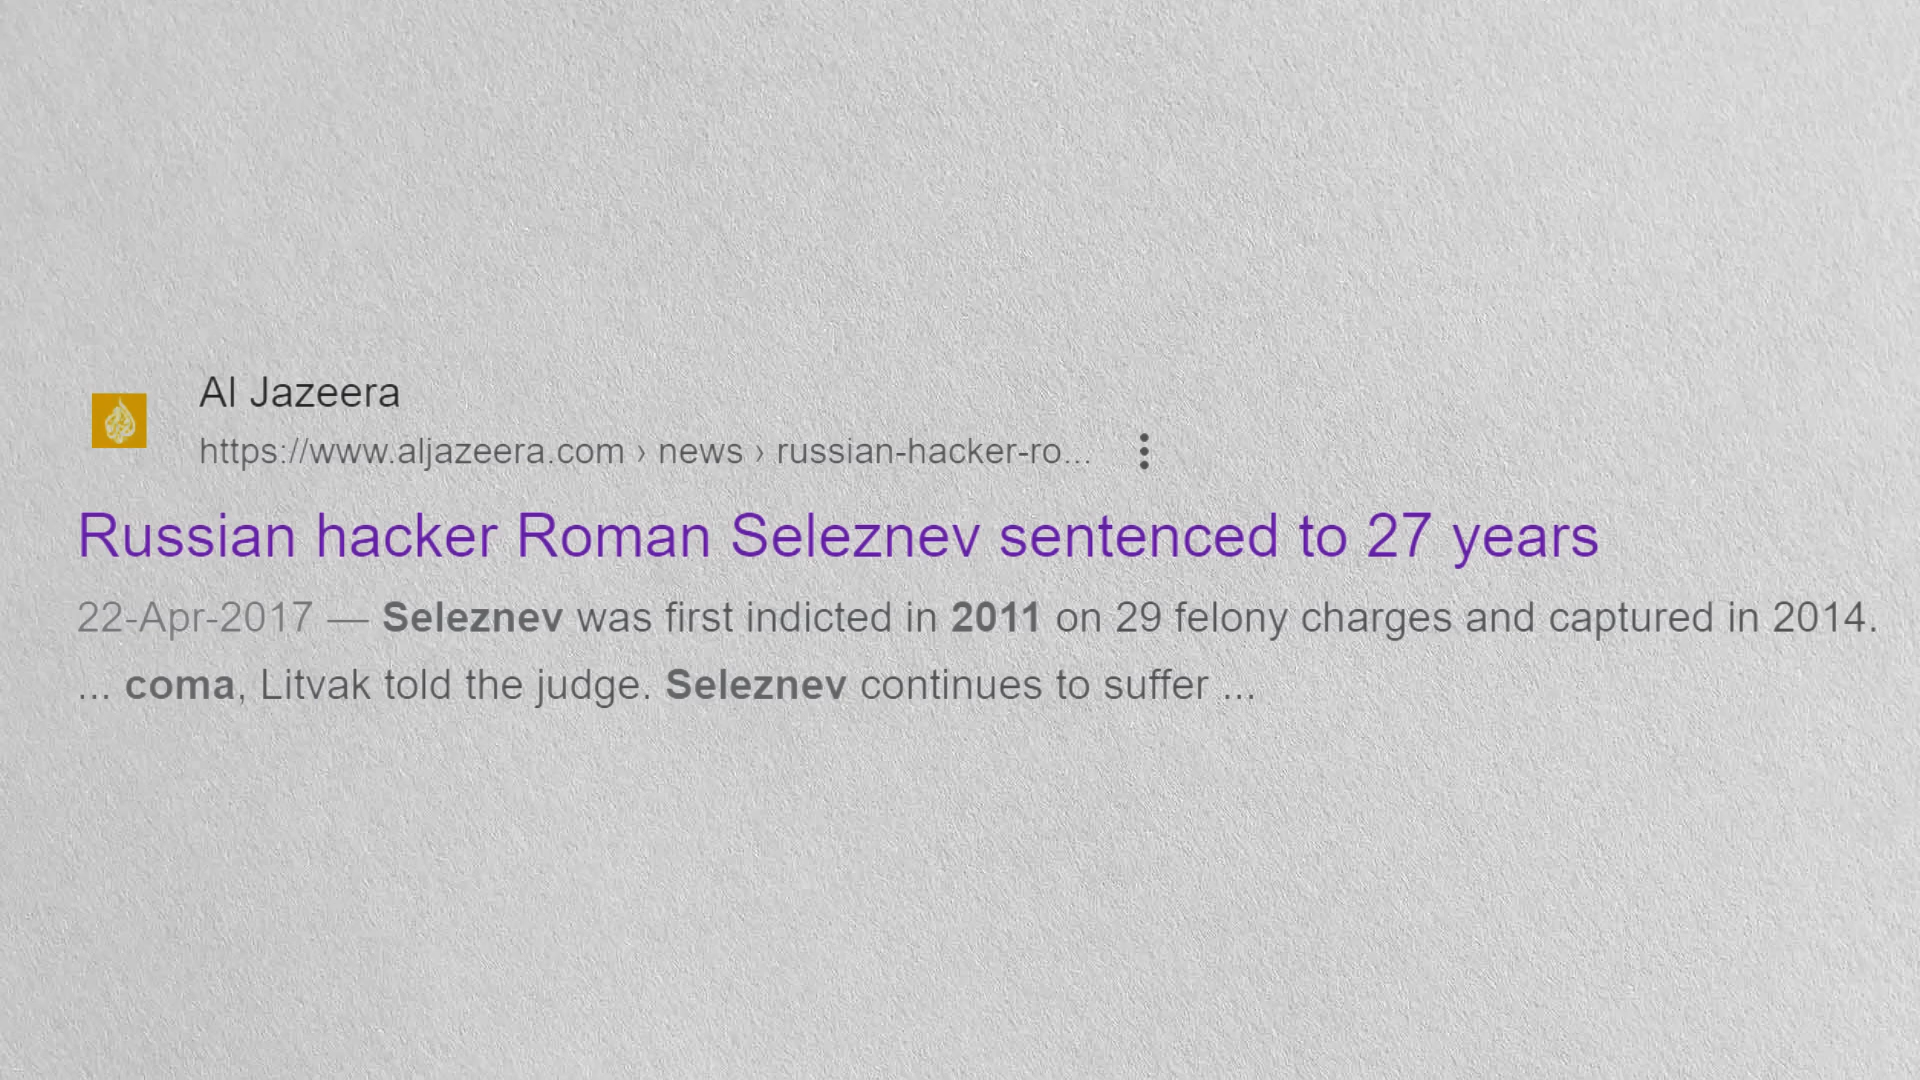 Al Jazeera
https://www.aljazeera.com › news › russian-hacker-ro...
Russian hacker Roman Seleznev sentenced to 27 years
22-Apr-2017 — Seleznev was first indicted in 2011 on 29 felony charges and captured in 2014.
... coma, Litvak told the judge. Seleznev continues to suffer ...